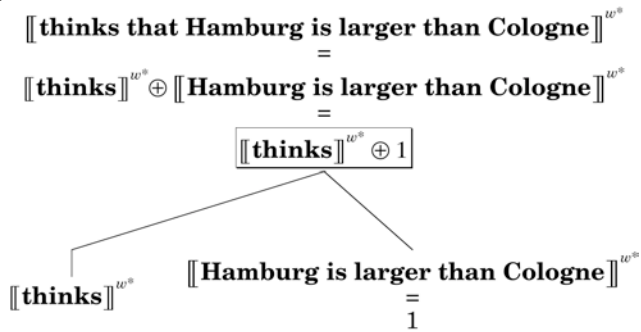 ⟦thinks that Hamburg is larger than Cologne⟧^w*
=
⟦thinks⟧^w* ⊕ ⟦Hamburg is larger than Cologne⟧^w*
=
⟦thinks⟧^w* ⊕ 1
⟦thinks⟧^w*
⟦Hamburg is larger than Cologne⟧^w*
=
1